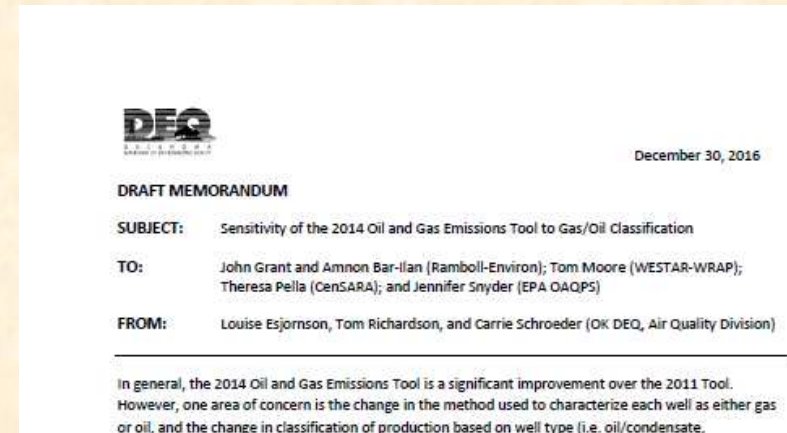 DEQ
December 30, 2016
DRAFT MEMORANDUM
SUBJECT: Sensitivity of the 2014 Oil and Gas Emissions Tool to Gas/Oil Classification
TO: John Grant and Amnon Bar-Ilan (Ramboll-Environ); Tom Moore (WESTAR-WRAP);
Theresa Pella (CenSARA); and Jennifer Snyder (EPA OAQPS)
FROM: Louise Esjornson, Tom Richardson, and Carrie Schroeder (OK DEQ, Air Quality Division)
In general, the 2014 Oil and Gas Emissions Tool is a significant improvement over the 2011 Tool.
However, one area of concern is the change in the method used to characterize each well as either gas
or oil, and the change in classification of production based on well type (i.e. oil/condensate,